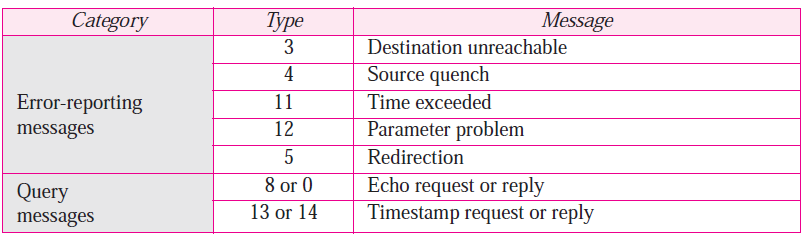 Category Type Message
3 Destination unreachable
4 Source quench
Error-reporting
messages
11 Time exceeded
12 Parameter problem
5 Redirection
Query
messages
8 or 0 Echo request or reply
13 or 14 Timestamp request or reply